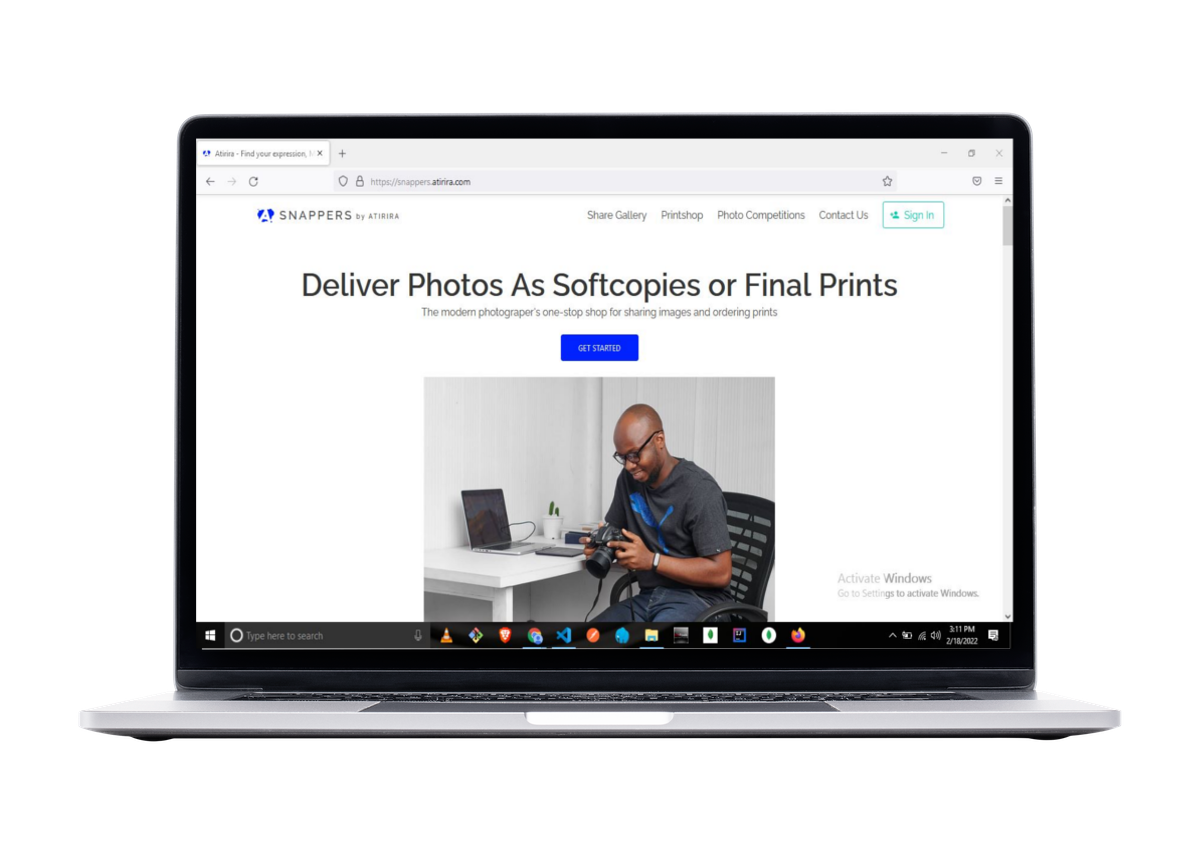 Atirira - Find your expression,
https://snappers.atirira.com
SNAPPERS by ATIRIRA
Share Gallery
Printshop
Photo Competitions
Contact Us
Sign In
Deliver Photos As Softcopies or Final Prints
The modern photograper's one-stop shop for sharing images and ordering prints
GET STARTED
Activate Windows
Go to Settings to activate Windows.
Type here to search
3:11 PM
2/18/2022